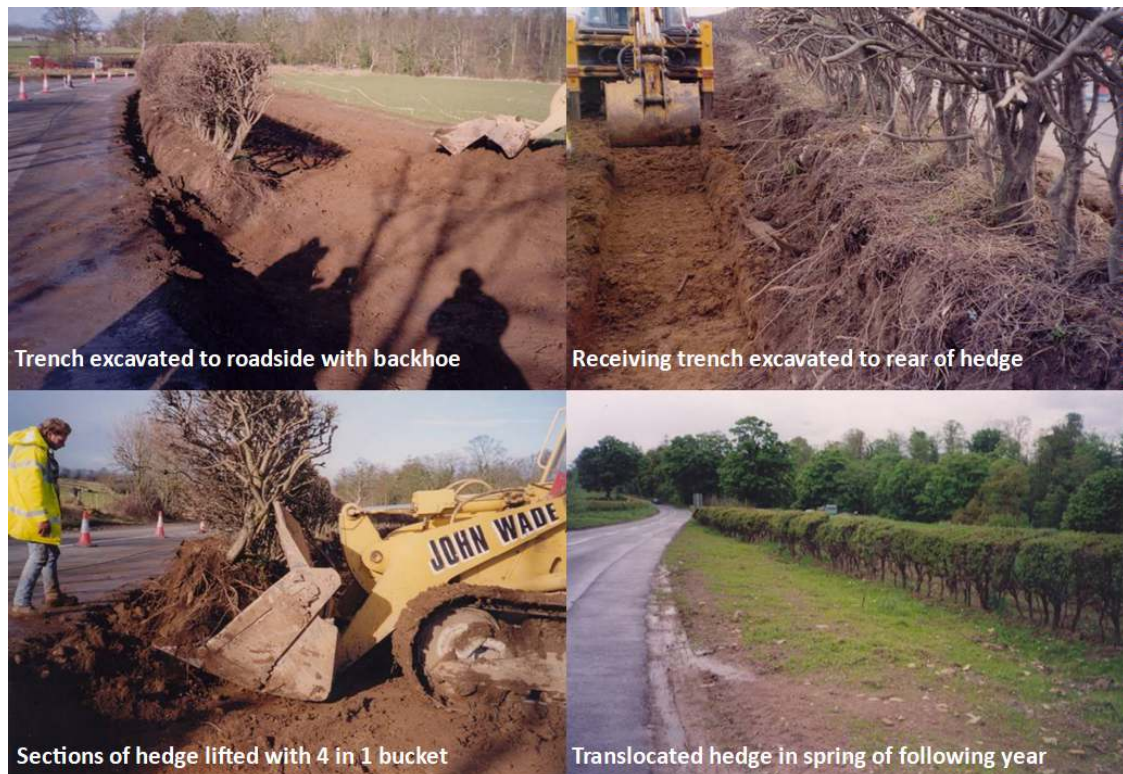 Trench excavated to roadside with backhoe
Receiving trench excavated to rear of hedge
JOHN WADE
Sections of hedge lifted with 4 in 1 bucket
Translocated hedge in spring of following year